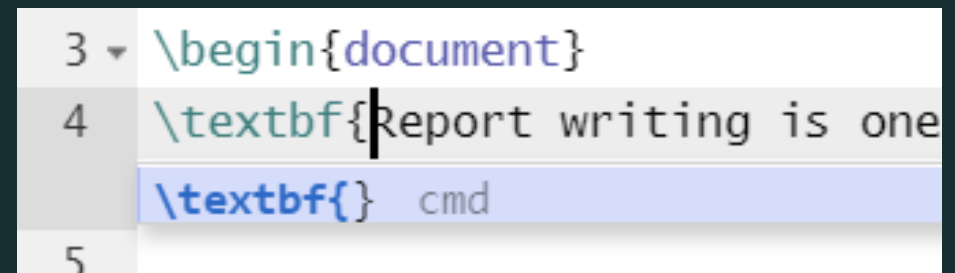 3 \begin{document}
4 \textbf{Report writing is one
\textbf{} cmd
5